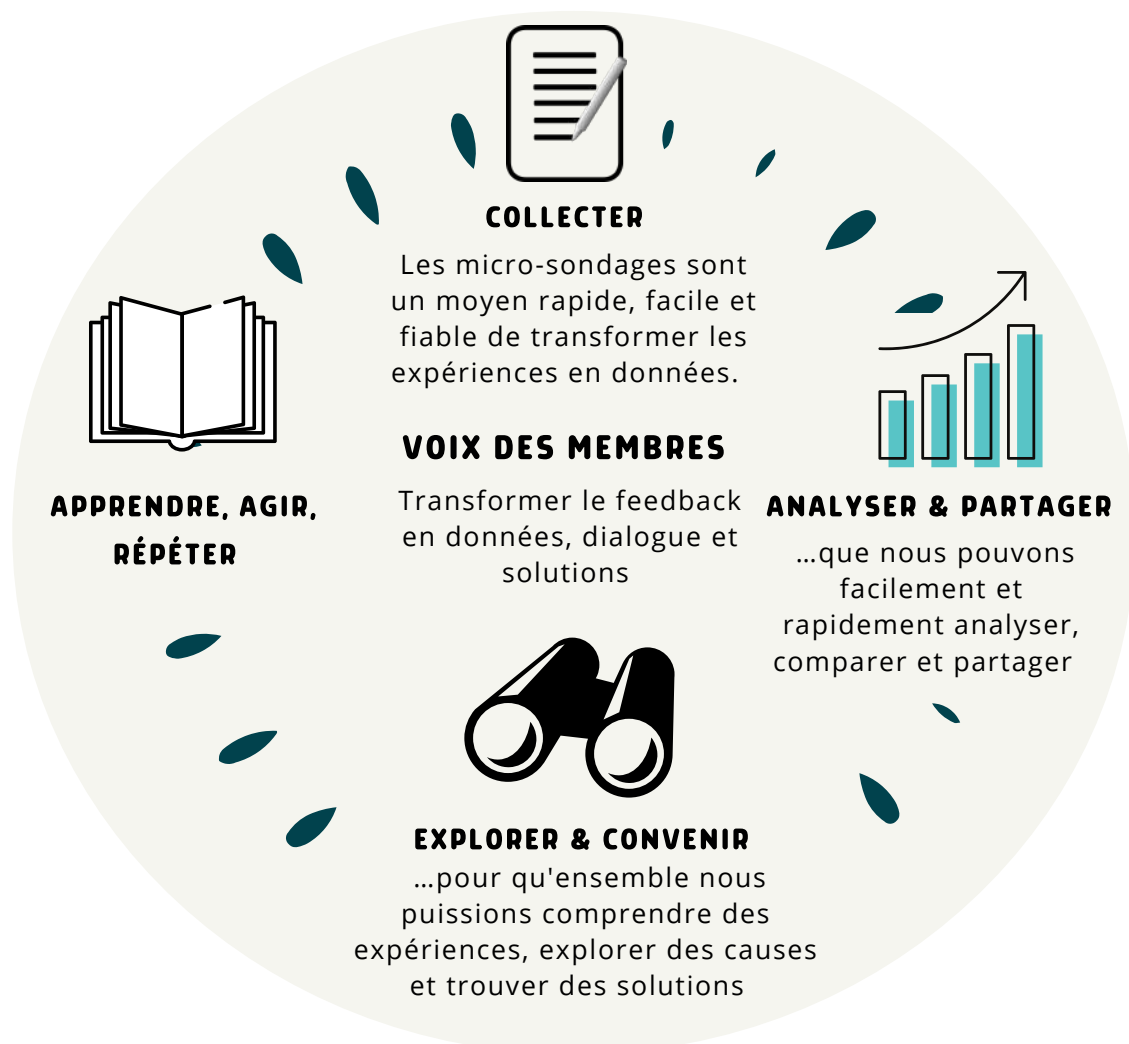 COLLECTER
Les micro-sondages sont
un moyen rapide, facile et
fiable de transformer les
expériences en données.
VOIX DES MEMBRES
Transformer le feedback
en données, dialogue et
solutions
ANALYSER & PARTAGER
...que nous pouvons
facilement et
rapidement analyser,
comparer et partager
EXPLORER & CONVENIR
...pour qu'ensemble nous
puissions comprendre des
expériences, explorer des causes
et trouver des solutions
APPRENDRE, AGIR,
RÉPÉTER